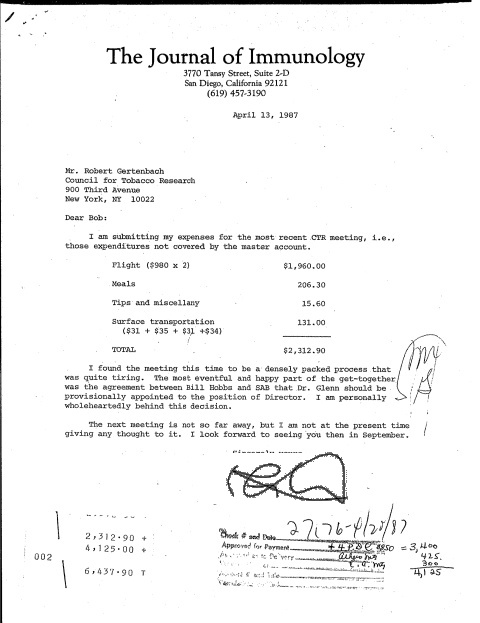 The Journal of Immunology
3770 Tansy Street, Suite 2-D
San Diego, California 92121
(619) 457-3190
April 13, 1987
Mr. Robert Gertenbach
Council for Tobacco Research
900 Third Avenue
New York, NY 10022
Dear Bob:
I am submitting my expenses for the most recent CTR meeting, i.e.,
those expenditures not covered by the master account.
Flight ($980 x 2) $1,960.00
Meals 206.30
Tips and miscellany 15.60
Surface transportation 131.00
($31 + $35 + $31 +$34)
TOTAL $2,312.90
I found the meeting this time to be a densely packed process that
was quite tiring. The most eventful and happy part of the get-together
was the agreement between Bill Hobbs and SAB that Dr. Glenn should be
provisionally appointed to the position of Director. I am personally
wholeheartedly behind this decision.
The next meeting is not so far away, but I am not at the present time
giving any thought to it. I look forward to seeing you then in September.
2,312.90 +
4,125.00 +
002
6,437.90 T
Check # and Date 27176-4/28/87
Approved for Payment = 3,400
425.
300
4,125